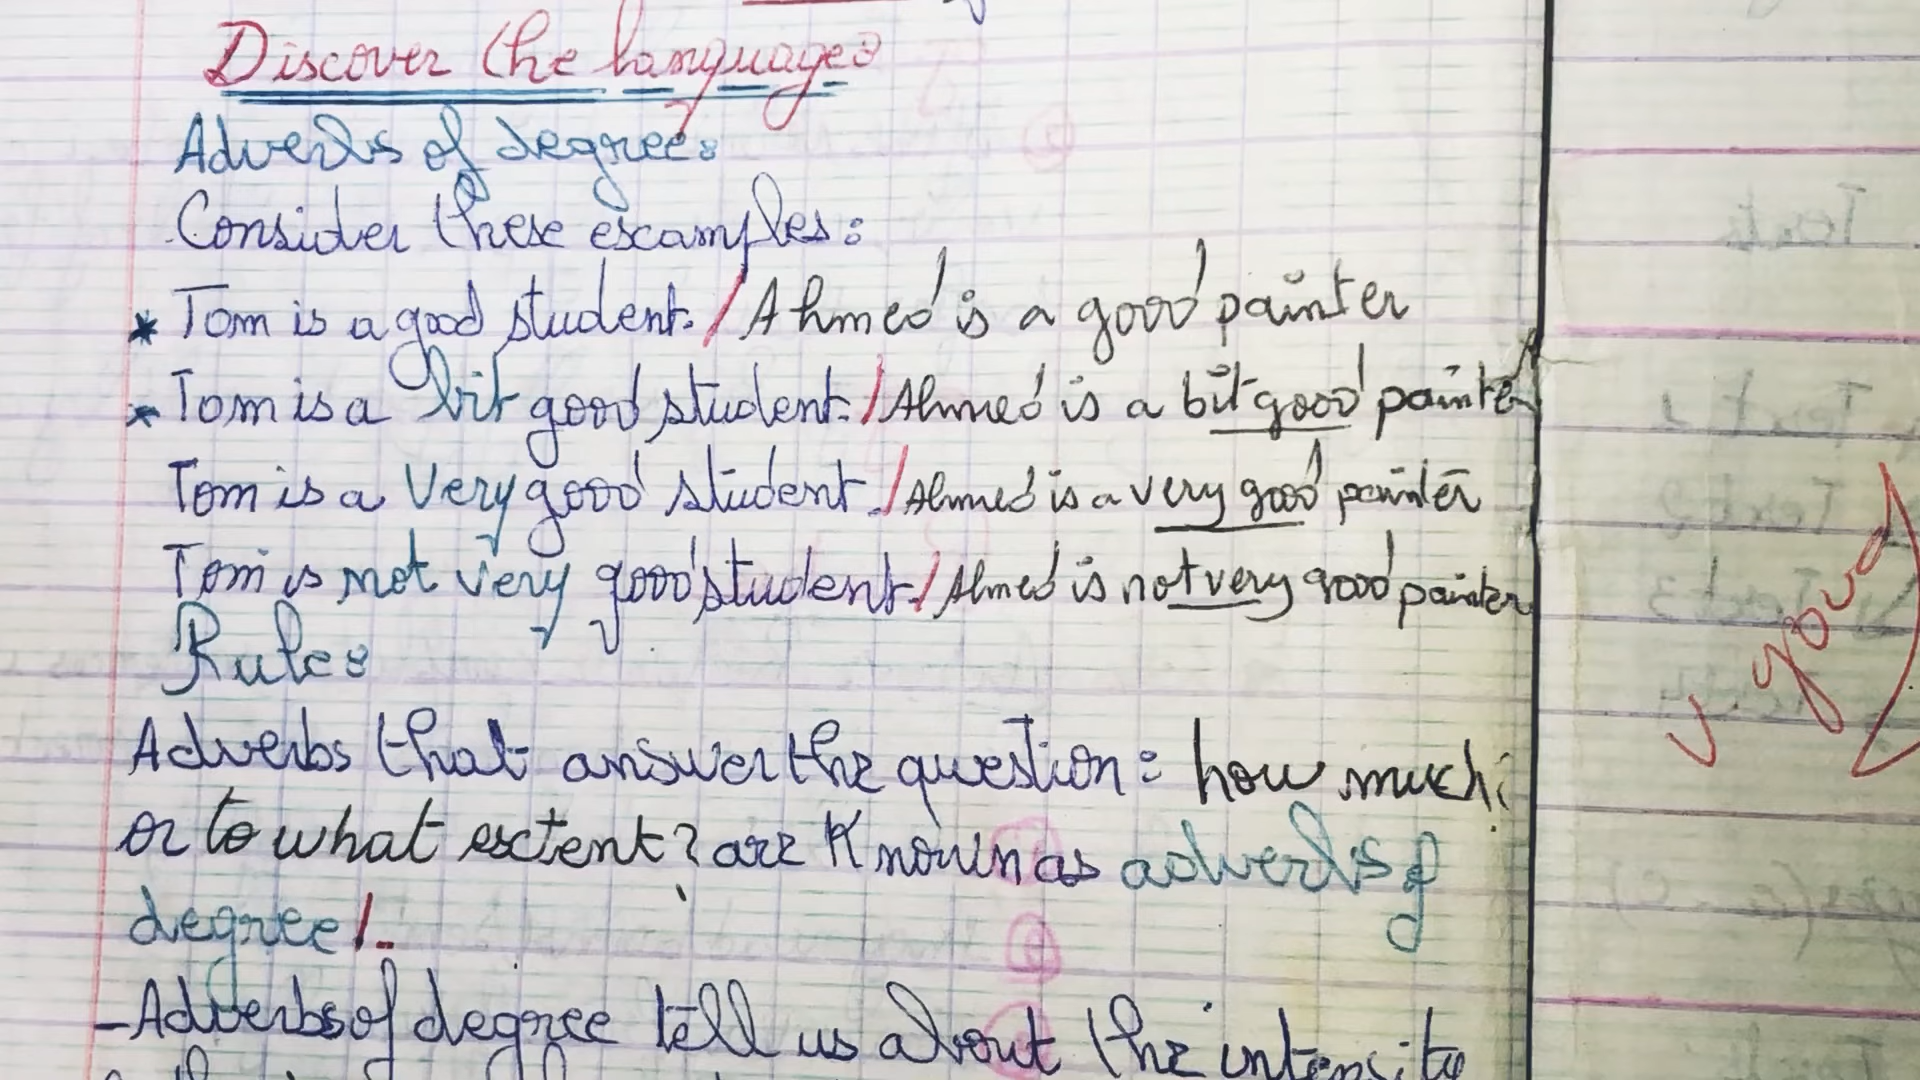 Discover the language:
Adverbs of degree:
Consider these escamples:
* Tom is a good student. / Ahmed is a good painter
* Tom is a bit good student. / Ahmed is a bit good painter
Tom is a very good student. / Ahmed is a very good painter
Tom is not very good student. / Ahmed is not very good painter
Rule:
Adverbs that answer the question: how much
or to what esctent? are Known as adverbs of
degree/..
- Adverbs of degree tell us about the intensity
V good